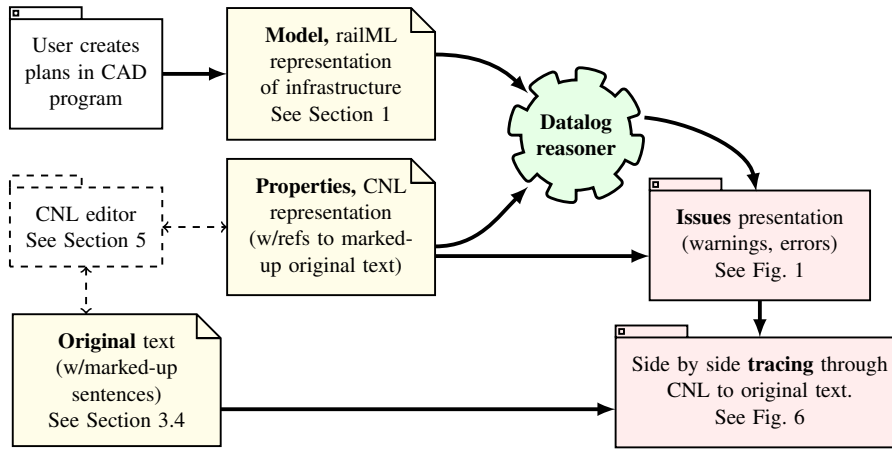 User creates
plans in CAD
program
Model, railML
representation
of infrastructure
See Section 1
Datalog
reasoner
CNL editor
See Section 5
Properties, CNL
representation
(w/refs to marked-
up original text)
Issues presentation
(warnings, errors)
See Fig. 1
Original text
(w/marked-up
sentences)
See Section 3.4
Side by side tracing through
CNL to original text.
See Fig. 6